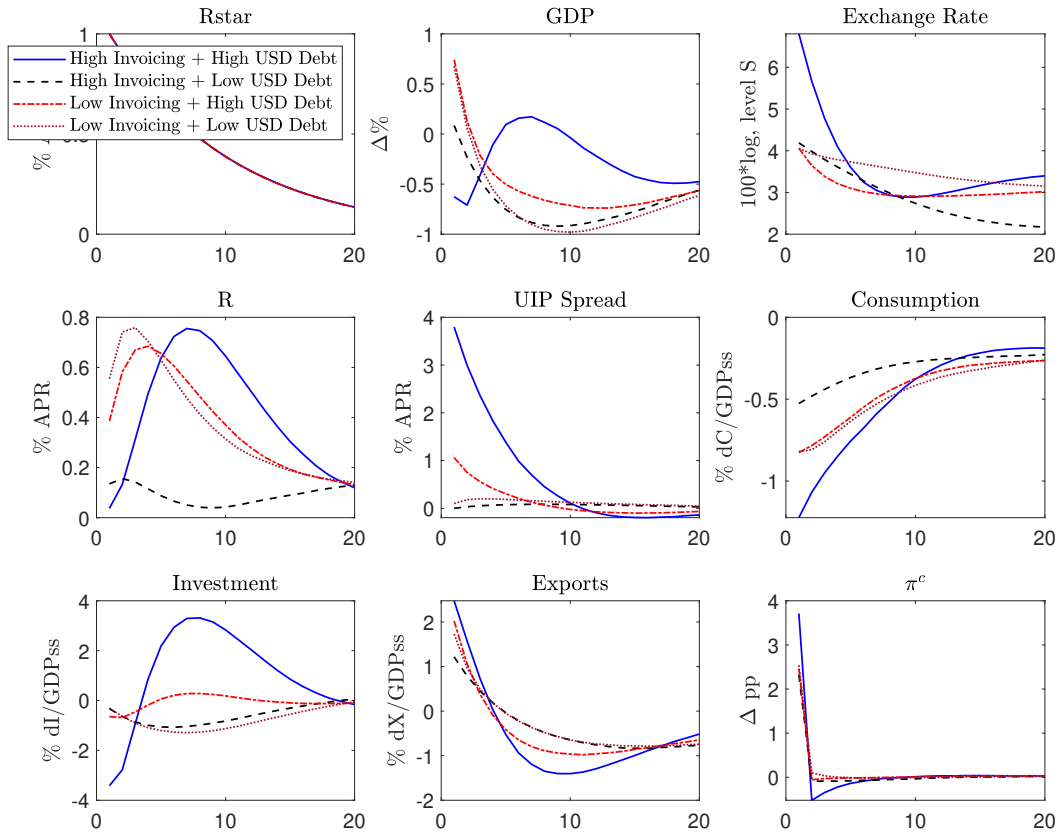 Rstar
1
0
0 10 20
High Invoicing + High USD Debt
High Invoicing + Low USD Debt
Low Invoicing + High USD Debt
Low Invoicing + Low USD Debt
GDP
Δ%
1
0.5
0
-0.5
-1
0 10 20
Exchange Rate
100*log, level S
6
5
4
3
2
0 10 20
R
% APR
0.8
0.6
0.4
0.2
0
0 10 20
UIP Spread
% APR
4
3
2
1
0
0 10 20
Consumption
% dC/GDPss
0
-0.5
-1
0 10 20
Investment
% dI/GDPss
4
2
0
-2
-4
0 10 20
Exports
% dX/GDPss
2
1
0
-1
-2
0 10 20
π^c
Δ pp
4
3
2
1
0
0 10 20